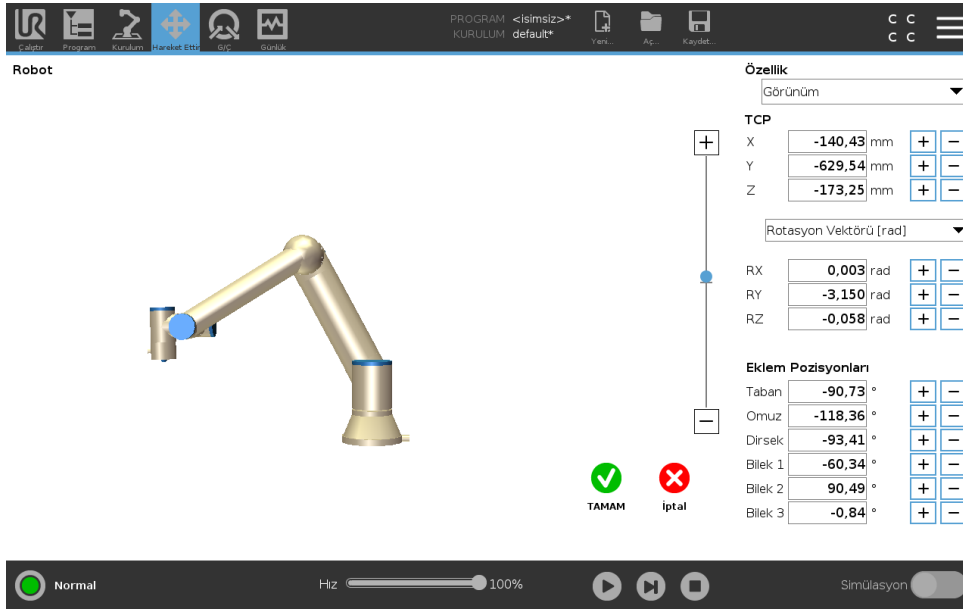 PROGRAM <isimsiz>*
KURULUM default*
Çalıştır Program Kurulum Hareket Ettir G/Ç Günlük Yeni... Aç... Kaydet...
C C
C C
Robot
Özellik
Görünüm
TCP
X -140,43 mm + −
Y -629,54 mm + −
Z -173,25 mm + −
Rotasyon Vektörü [rad]
RX 0,003 rad + −
RY -3,150 rad + −
RZ -0,058 rad + −
Eklem Pozisyonları
Taban -90,73 ° + −
Omuz -118,36 ° + −
Dirsek -93,41 ° + −
Bilek 1 -60,34 ° + −
Bilek 2 90,49 ° + −
Bilek 3 -0,84 ° + −
TAMAM İptal
Normal Hız 100% Simülasyon